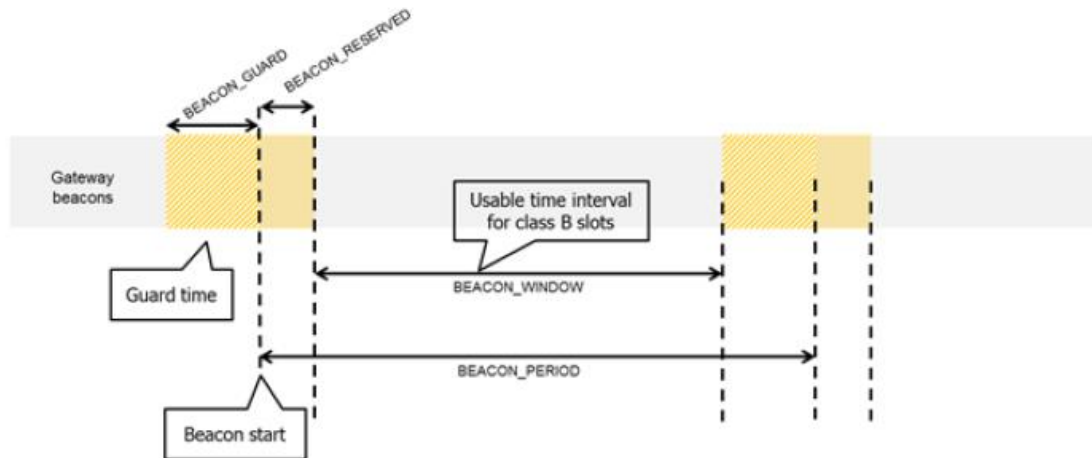 BEACON_GUARD
BEACON_RESERVED
Gateway
beacons
Usable time interval
for class B slots
Guard time
BEACON_WINDOW
BEACON_PERIOD
Beacon start